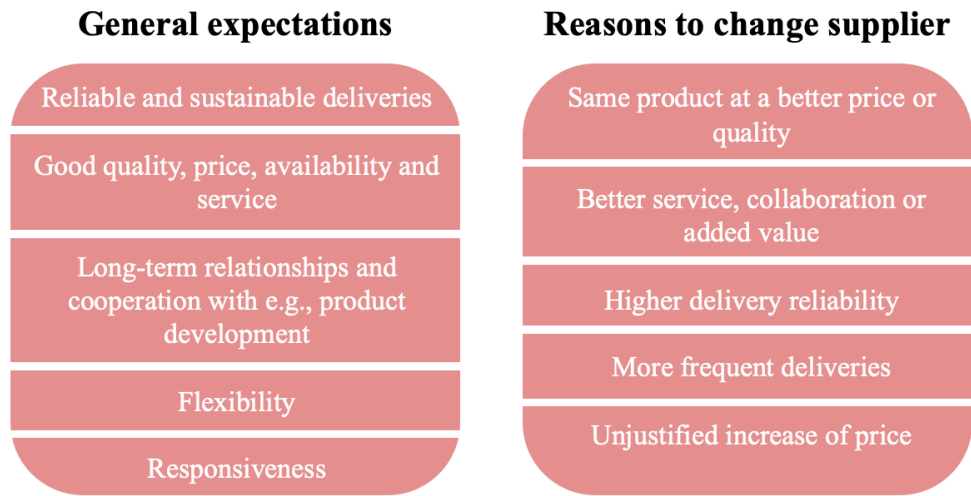 General expectations
Reliable and sustainable deliveries
Good quality, price, availability and
service
Long-term relationships and
cooperation with e.g., product
development
Flexibility
Responsiveness
Reasons to change supplier
Same product at a better price or
quality
Better service, collaboration or
added value
Higher delivery reliability
More frequent deliveries
Unjustified increase of price